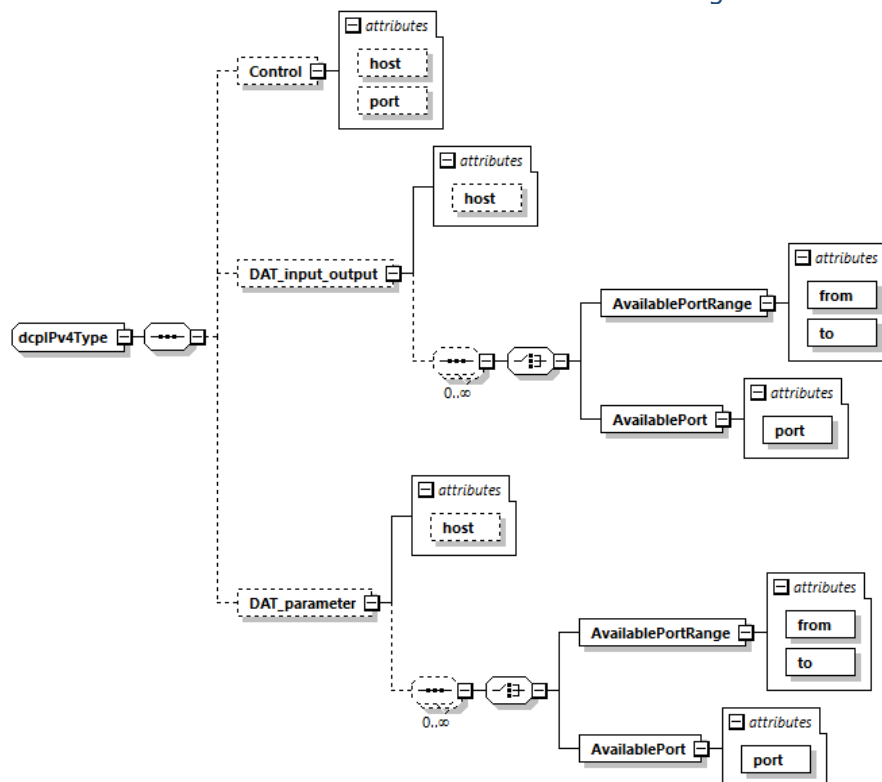 attributes
Control
host
port
attributes
host
DAT_input_output
attributes
AvailablePortRange
from
to
dcpIPv4Type
0..∞
attributes
AvailablePort
port
attributes
host
DAT_parameter
attributes
AvailablePortRange
from
to
0..∞
attributes
AvailablePort
port